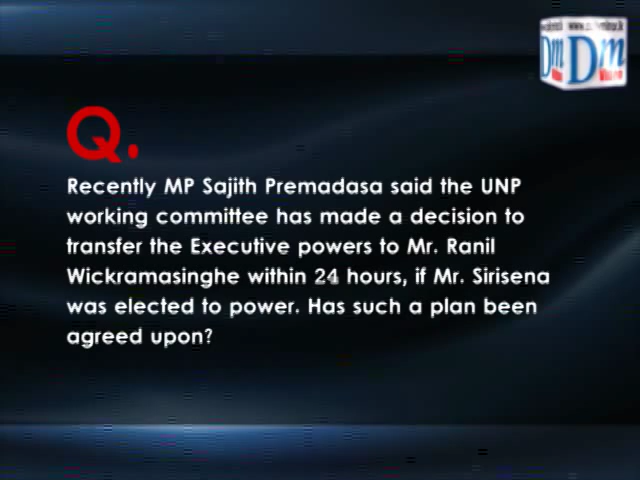 Dm Dm
Q.
Recently MP Sajith Premadasa said the UNP
working committee has made a decision to
transfer the Executive powers to Mr. Ranil
Wickramasinghe within 24 hours, if Mr. Sirisena
was elected to power. Has such a plan been
agreed upon?